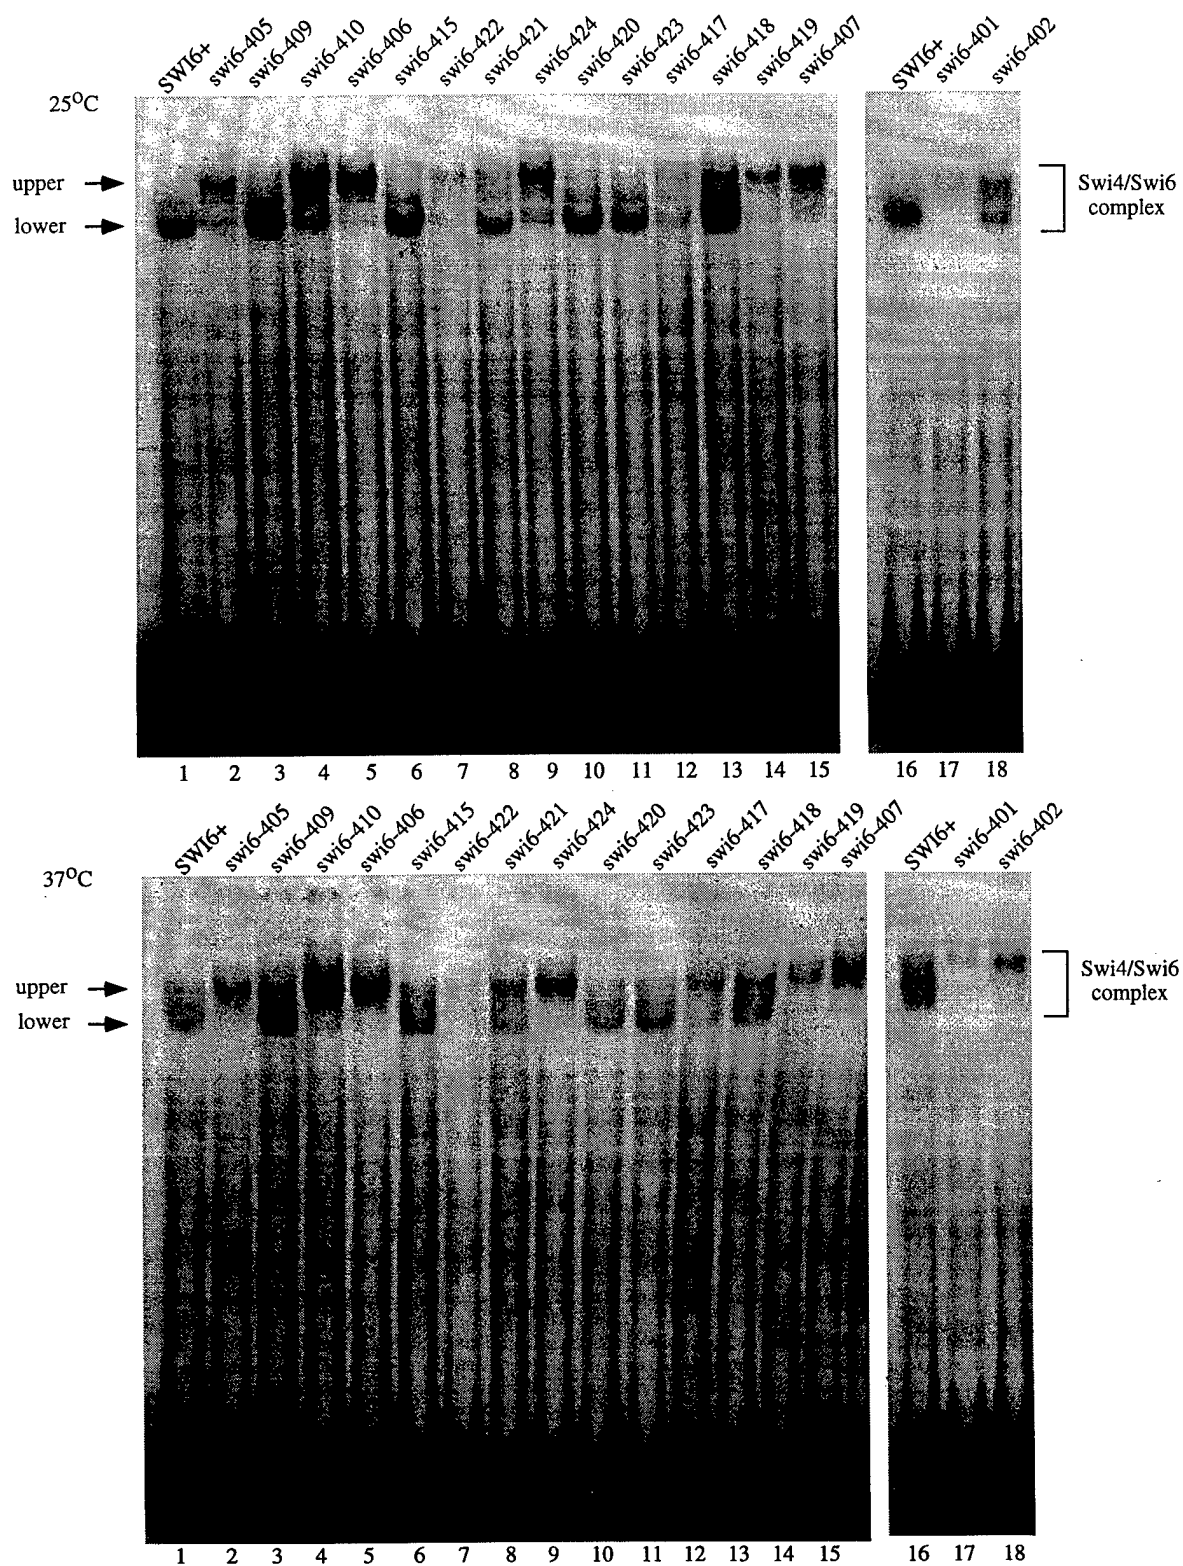 SWI6+ swi6-405 swi6-409 swi6-410 swi6-406 swi6-415 swi6-422 swi6-421 swi6-424 swi6-420 swi6-423 swi6-417 swi6-418 swi6-419 swi6-407 SWI6+ swi6-401 swi6-402
25°C
upper
lower
Swi4/Swi6
complex
1 2 3 4 5 6 7 8 9 10 11 12 13 14 15 16 17 18
SWI6+ swi6-405 swi6-409 swi6-410 swi6-406 swi6-415 swi6-422 swi6-421 swi6-424 swi6-420 swi6-423 swi6-417 swi6-418 swi6-419 swi6-407 SWI6+ swi6-401 swi6-402
37°C
upper
lower
Swi4/Swi6
complex
1 2 3 4 5 6 7 8 9 10 11 12 13 14 15 16 17 18